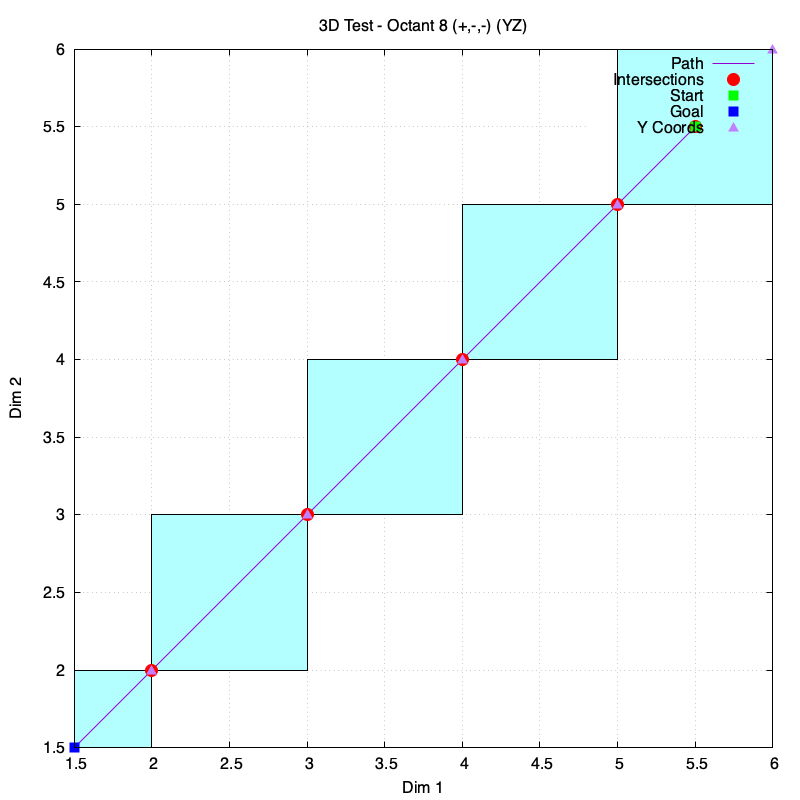 3D Test - Octant 8 (+,-,-) (YZ)
6
Path
Intersections
Start
Goal
Y Coords
5.5
5
4.5
4
3.5
3
2.5
2
1.5
Dim 2
1.5 2 2.5 3 3.5 4 4.5 5 5.5 6
Dim 1